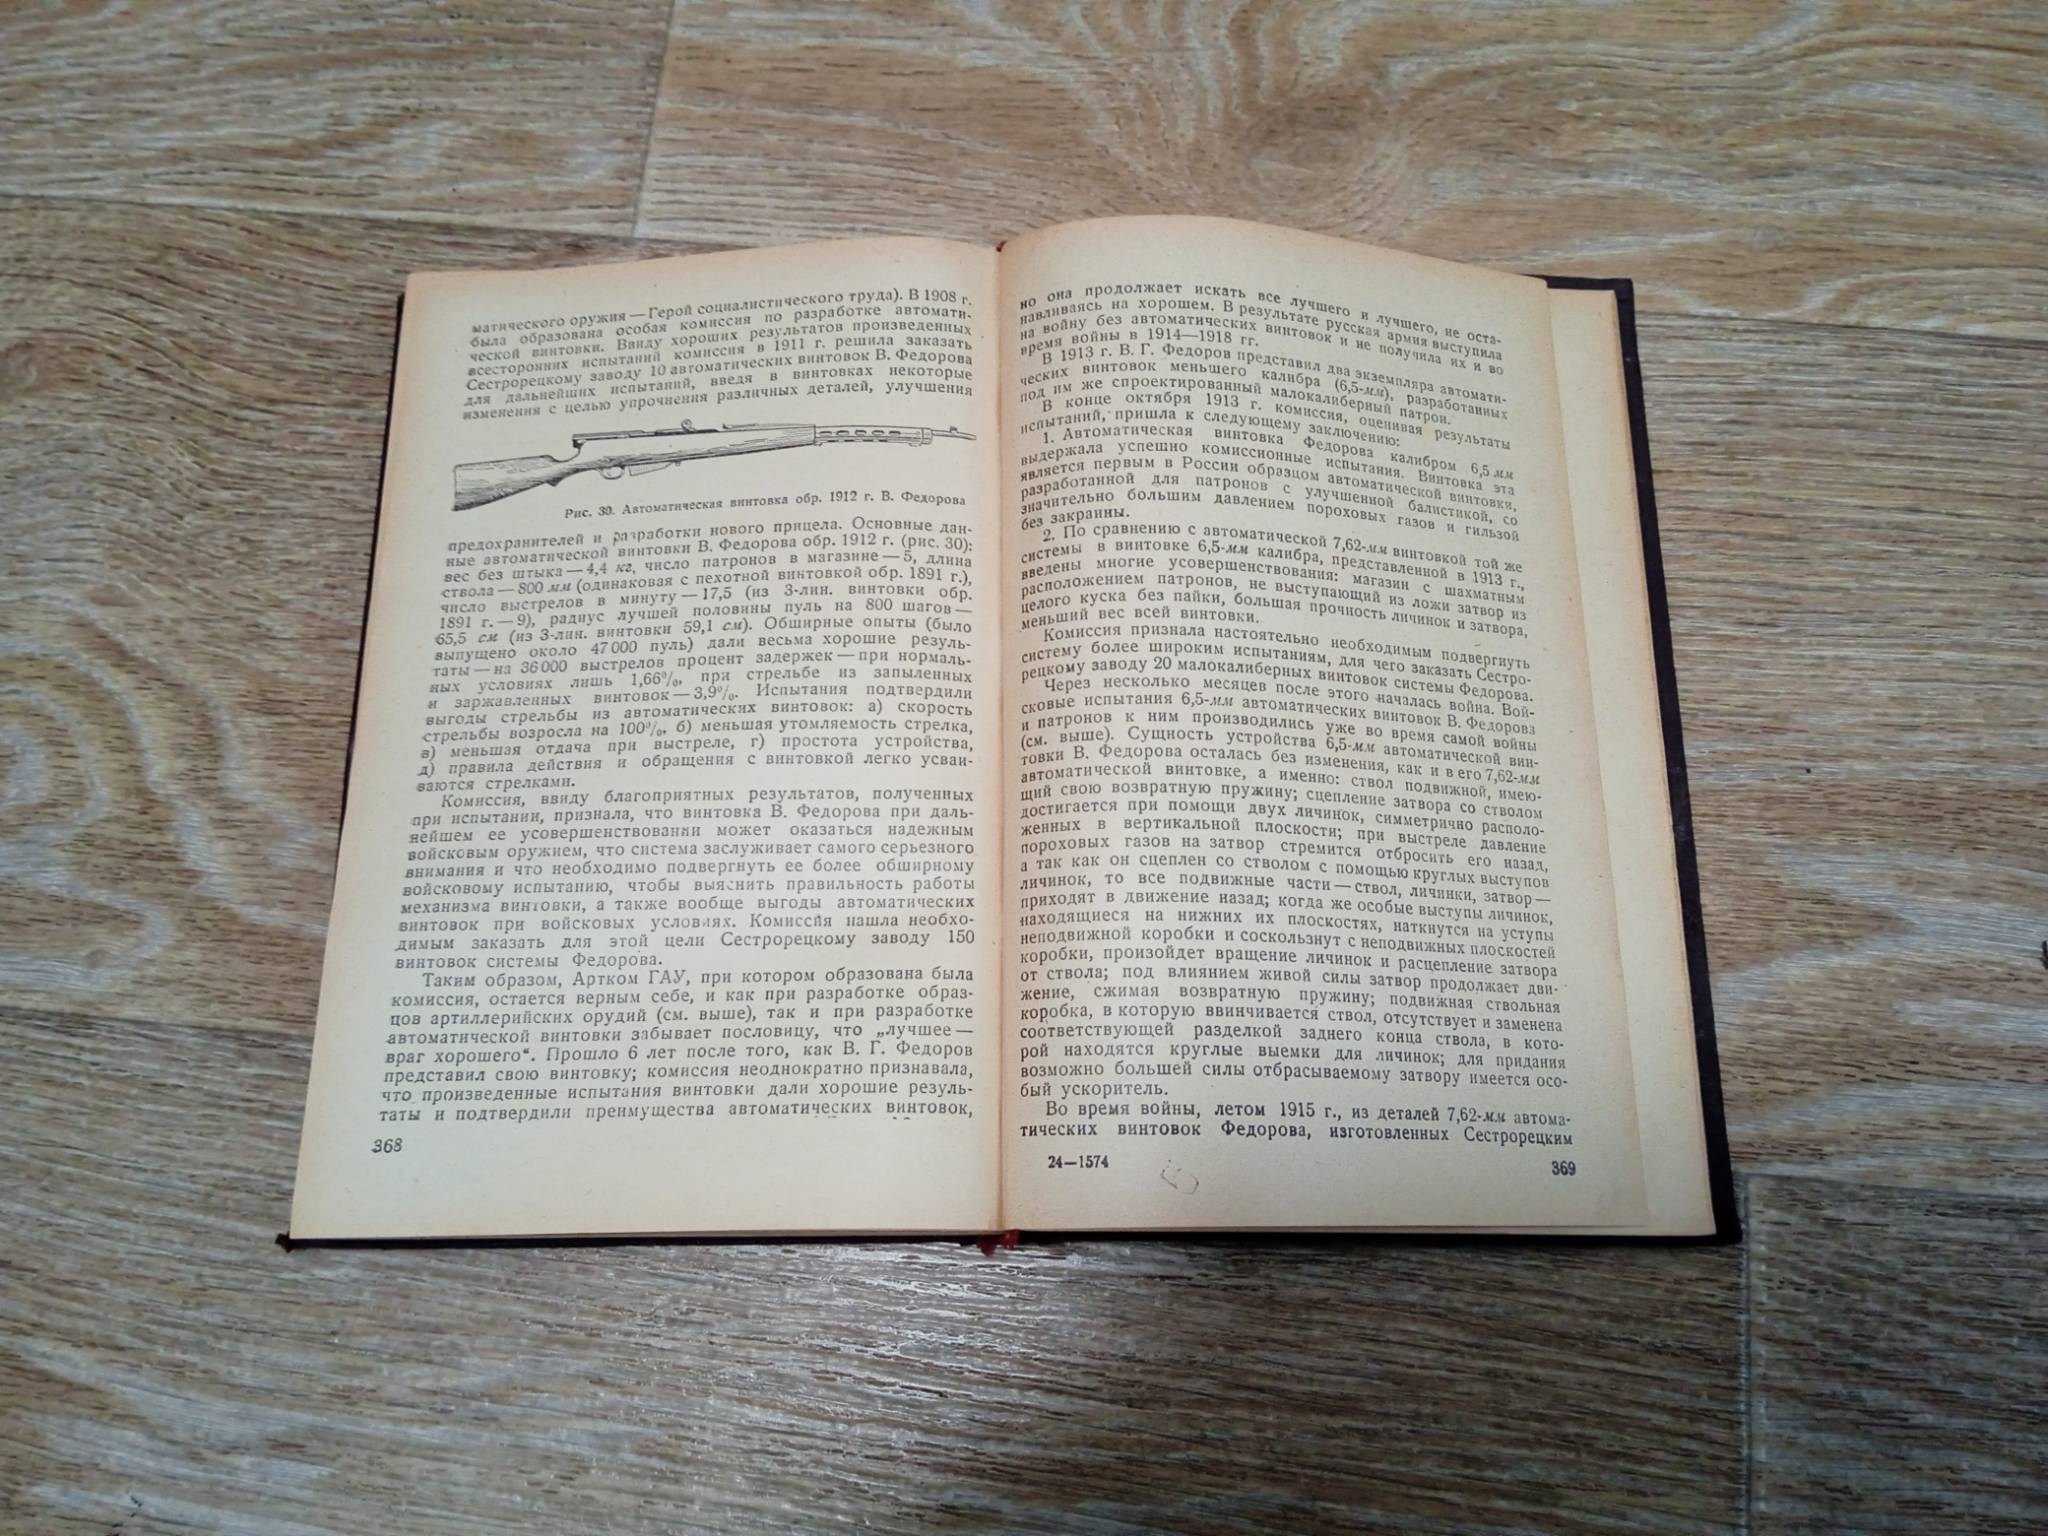 матического оружия — Герой социалистического труда). В 1908 г.
была образована особая комиссия по разработке автомати-
ческой винтовки. Ввиду хороших результатов произведенных
всесторонних испытаний комиссия в 1911 г. решила заказать
Сестрорецкому заводу 10 автоматических винтовок В. Федорова
для дальнейших испытаний, введя в винтовках некоторые
изменения с целью упрочнения различных деталей, улучшения
Рис. 30. Автоматическая винтовка обр. 1912 г. В. Федорова
предохранителей и разработки нового прицела. Основные дан-
ные автоматической винтовки В. Федорова обр. 1912 г. (рис. 30):
вес без штыка — 4,4 кг, число патронов в магазине — 5, длина
ствола — 800 мм (одинаковая с пехотной винтовкой обр. 1891 г.),
число выстрелов в минуту — 17,5 (из 3-лин. винтовки обр.
1891 г. — 9), радиус лучшей половины пуль на 800 шагов —
65,5 см (из 3-лин. винтовки 59,1 см). Обширные опыты (было
выпущено около 47 000 пуль) дали весьма хорошие резуль-
таты — на 36 000 выстрелов процент задержек — при нормаль-
ных условиях лишь 1,66%, при стрельбе из запыленных
и заржавленных винтовок — 3,9%. Испытания подтвердили
выгоды стрельбы из автоматических винтовок: а) скорость
стрельбы возросла на 100%, б) меньшая утомляемость стрелка,
в) меньшая отдача при выстреле, г) простота устройства,
д) правила действия и обращения с винтовкой легко усваи-
ваются стрелками.
Комиссия, ввиду благоприятных результатов, полученных
при испытании, признала, что винтовка В. Федорова при даль-
нейшем ее усовершенствовании может оказаться надежным
войсковым оружием, что система заслуживает самого серьезного
внимания и что необходимо подвергнуть ее более обширному
войсковому испытанию, чтобы выяснить правильность работы
механизма винтовки, а также вообще выгоды автоматических
винтовок при войсковых условиях. Комиссия нашла необхо-
димым заказать для этой цели Сестрорецкому заводу 150
винтовок системы Федорова.
Таким образом, Артком ГАУ, при котором образована была
комиссия, остается верным себе, и как при разработке образ-
цов артиллерийских орудий (см. выше), так и при разработке
автоматической винтовки забывает пословицу, что „лучшее —
враг хорошего“. Прошло 6 лет после того, как В. Г. Федоров
представил свою винтовку; комиссия неоднократно признавала,
что произведенные испытания винтовки дали хорошие резуль-
таты и подтвердили преимущества автоматических винтовок,
368
но она продолжает искать все лучшего и лучшего, не оста-
навливаясь на хорошем. В результате русская армия выступила
на войну без автоматических винтовок и не получила их и во
время войны в 1914—1918 гг.
В 1913 г. В. Г. Федоров представил два экземпляра автомати-
ческих винтовок меньшего калибра (6,5-мм), разработанных
под им же спроектированный малокалиберный патрон.
В конце октября 1913 г. комиссия, оценивая результаты
испытаний, пришла к следующему заключению:
1. Автоматическая винтовка Федорова калибром 6,5 мм
выдержала успешно комиссионные испытания. Винтовка эта
является первым в России образцом автоматической винтовки,
разработанной для патронов с улучшенной балистикой, со
значительно большим давлением пороховых газов и гильзой
без закраины.
2. По сравнению с автоматической 7,62-мм винтовкой той же
системы в винтовке 6,5-мм калибра, представленной в 1913 г.,
введены многие усовершенствования: магазин с шахматным
расположением патронов, не выступающий из ложи затвор из
целого куска без пайки, большая прочность личинок и затвора,
меньший вес всей винтовки.
Комиссия признала настоятельно необходимым подвергнуть
систему более широким испытаниям, для чего заказать Сестро-
рецкому заводу 20 малокалиберных винтовок системы Федорова.
Через несколько месяцев после этого началась война. Вой-
сковые испытания 6,5-мм автоматических винтовок В. Федорова
и патронов к ним производились уже во время самой войны
(см. выше). Сущность устройства 6,5-мм автоматической вин-
товки В. Федорова осталась без изменения, как и в его 7,62-мм
автоматической винтовке, а именно: ствол подвижной, имею-
щий свою возвратную пружину; сцепление затвора со стволом
достигается при помощи двух личинок, симметрично располо-
женных в вертикальной плоскости; при выстреле давление
пороховых газов на затвор стремится отбросить его назад,
а так как он сцеплен со стволом с помощью круглых выступов
личинок, то все подвижные части — ствол, личинки, затвор —
приходят в движение назад; когда же особые выступы личинок,
находящиеся на нижних их плоскостях, наткнутся на уступы
неподвижной коробки и соскользнут с неподвижных плоскостей
коробки, произойдет вращение личинок и расцепление затвора
от ствола; под влиянием живой силы затвор продолжает дви-
жение, сжимая возвратную пружину; подвижная ствольная
коробка, в которую ввинчивается ствол, отсутствует и заменена
соответствующей разделкой заднего конца ствола, в кото-
рой находятся круглые выемки для личинок; для придания
возможно большей силы отбрасываемому затвору имеется осо-
бый ускоритель.
Во время войны, летом 1915 г., из деталей 7,62-мм автома-
тических винтовок Федорова, изготовленных Сестрорецким
24—1574
369